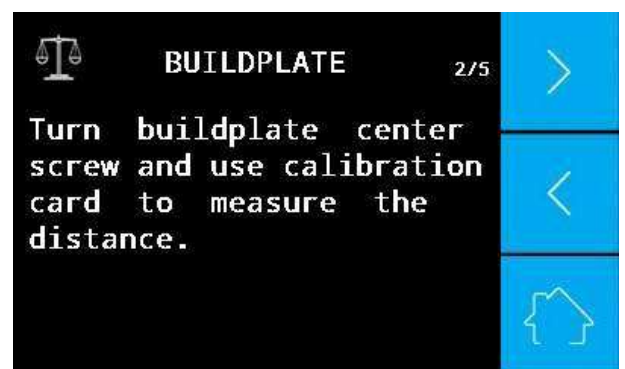 BUILDPLATE 2/5
Turn buildplate center
screw and use calibration
card to measure the
distance.